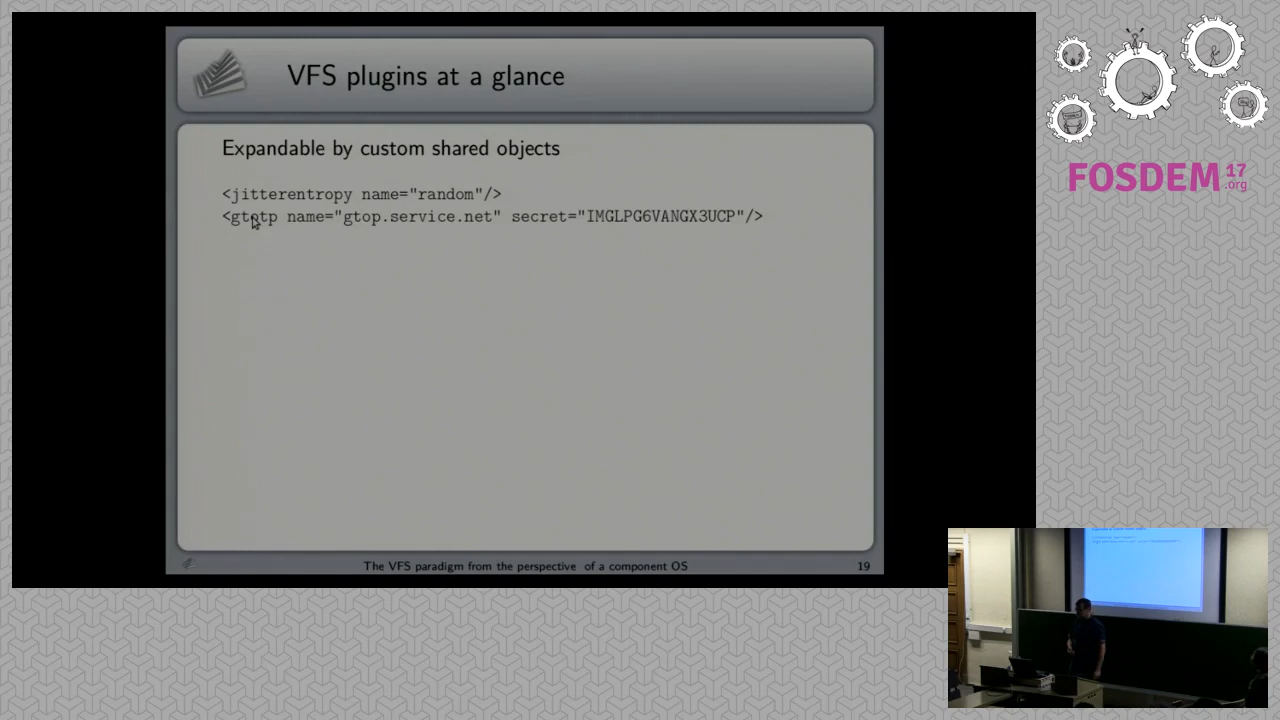 VFS plugins at a glance
Expandable by custom shared objects
<jitterentropy name="random"/>
<gtotp name="gtop.service.net" secret="IMGLPG6VANGX3UCP"/>
The VFS paradigm from the perspective of a component OS
19
FOSDEM 17
.org